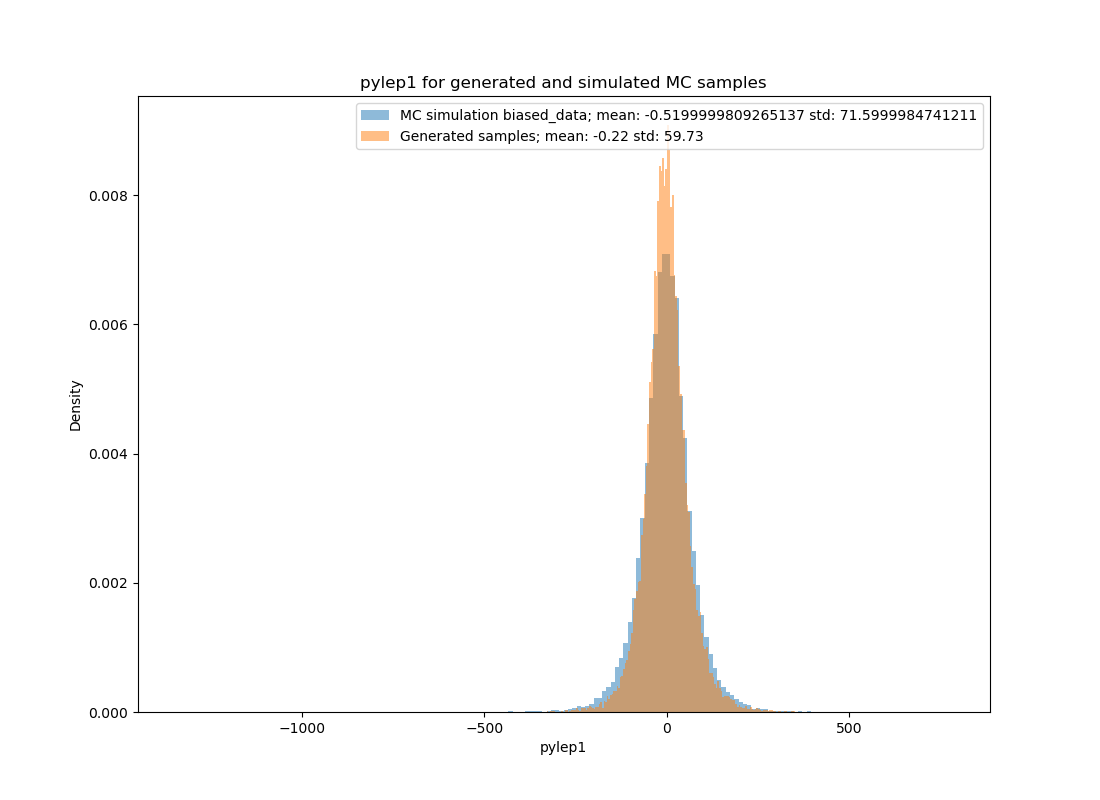 pylep1 for generated and simulated MC samples
MC simulation biased_data; mean: -0.5199999809265137 std: 71.5999984741211
Generated samples; mean: -0.22 std: 59.73
0.008
0.006
0.004
0.002
0.000
Density
−1000
−500
0
500
pylep1